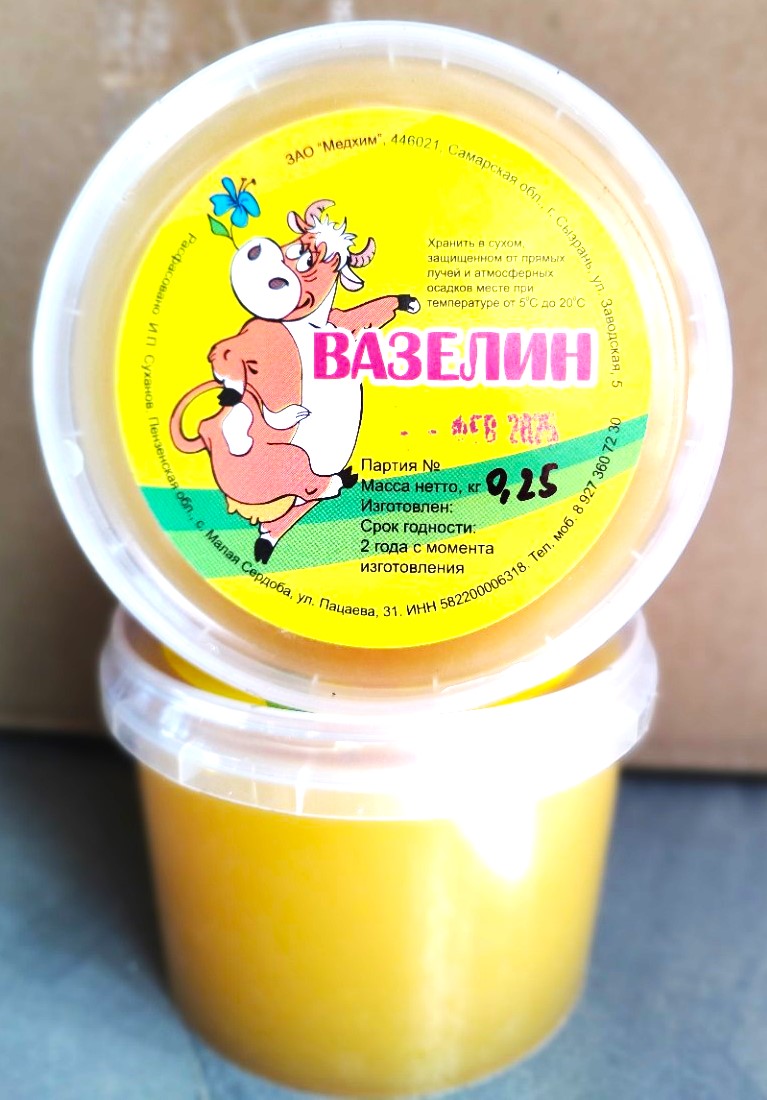 ЗАО "Медхим", 446021, Самарская обл., г. Сызрань, ул. Заводская, 5
Хранить в сухом,
защищенном от прямых
лучей и атмосферных
осадков месте при
температуре от 5°С до 20°С
ВАЗЕЛИН
- - ФЕВ 2025
Партия №
Масса нетто, кг 0,25
Изготовлен:
Срок годности:
2 года с момента
изготовления
Расфасовано И.П. Суханов. Пензенская обл., с. Малая Сердоба, ул. Пацаева, 31. ИНН 582200006318. Тел. моб. 8 927 360 72 30